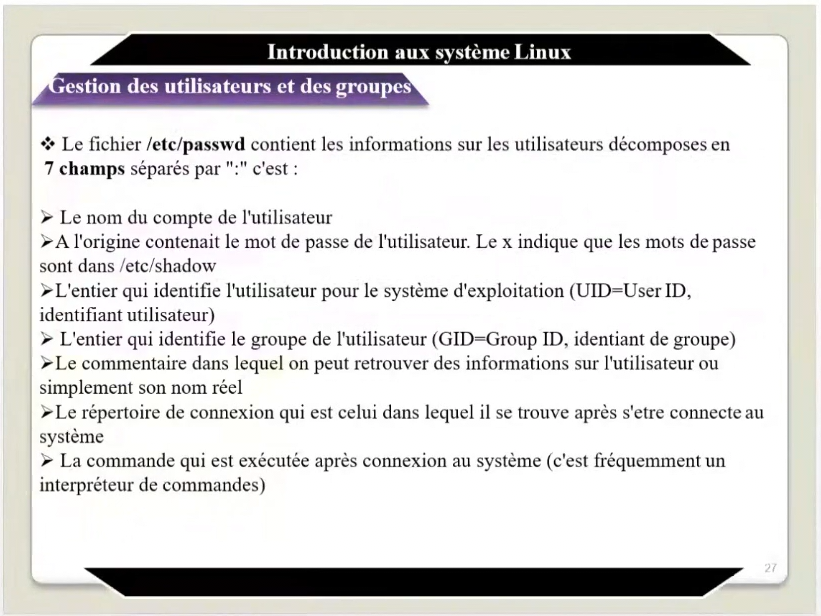 Introduction aux système Linux
Gestion des utilisateurs et des groupes
❖ Le fichier /etc/passwd contient les informations sur les utilisateurs décomposes en
7 champs séparés par ":" c'est :
➢ Le nom du compte de l'utilisateur
➢A l'origine contenait le mot de passe de l'utilisateur. Le x indique que les mots de passe
sont dans /etc/shadow
➢L'entier qui identifie l'utilisateur pour le système d'exploitation (UID=User ID,
identifiant utilisateur)
➢ L'entier qui identifie le groupe de l'utilisateur (GID=Group ID, identiant de groupe)
➢Le commentaire dans lequel on peut retrouver des informations sur l'utilisateur ou
simplement son nom réel
➢Le répertoire de connexion qui est celui dans lequel il se trouve après s'etre connecte au
système
➢ La commande qui est exécutée après connexion au système (c'est fréquemment un
interpréteur de commandes)
27